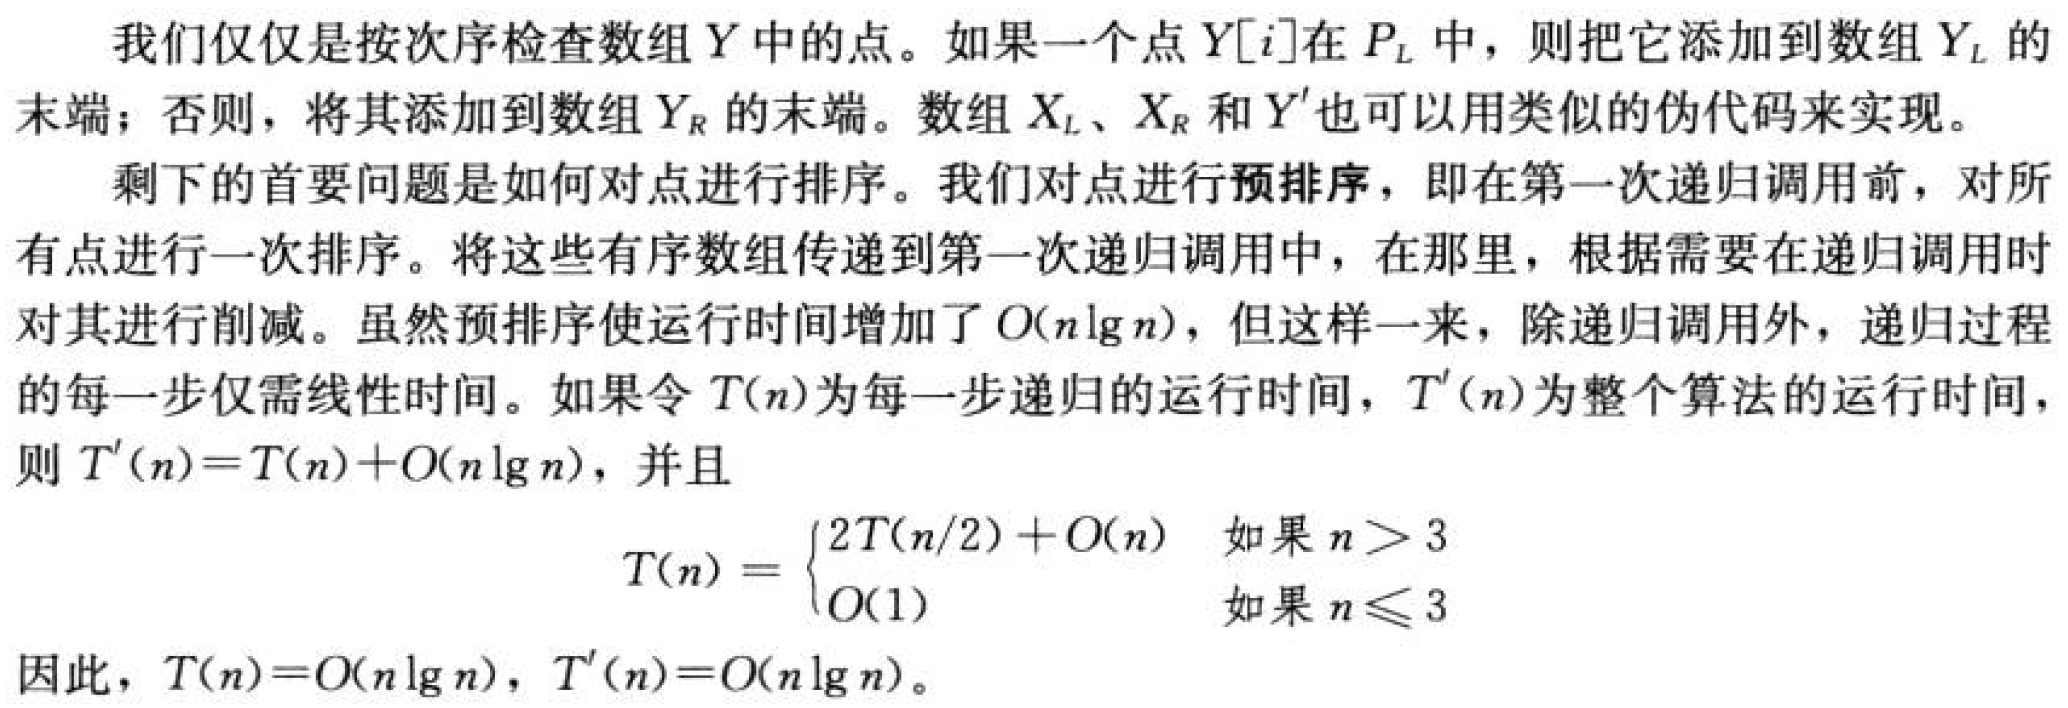 我们仅仅是按次序检查数组 Y 中的点。如果一个点 Y[i]在 P_L 中，则把它添加到数组 Y_L 的
末端；否则，将其添加到数组 Y_R 的末端。数组 X_L、X_R 和 Y′也可以用类似的伪代码来实现。
剩下的首要问题是如何对点进行排序。我们对点进行预排序，即在第一次递归调用前，对所
有点进行一次排序。将这些有序数组传递到第一次递归调用中，在那里，根据需要在递归调用时
对其进行削减。虽然预排序使运行时间增加了 O(n lg n)，但这样一来，除递归调用外，递归过程
的每一步仅需线性时间。如果令 T(n)为每一步递归的运行时间，T′(n)为整个算法的运行时间，
则 T′(n)=T(n)+O(n lg n)，并且
T(n) = { 2T(n/2)+O(n) 如果 n > 3
O(1) 如果 n ⩽ 3
因此，T(n)=O(n lg n)，T′(n)=O(n lg n)。